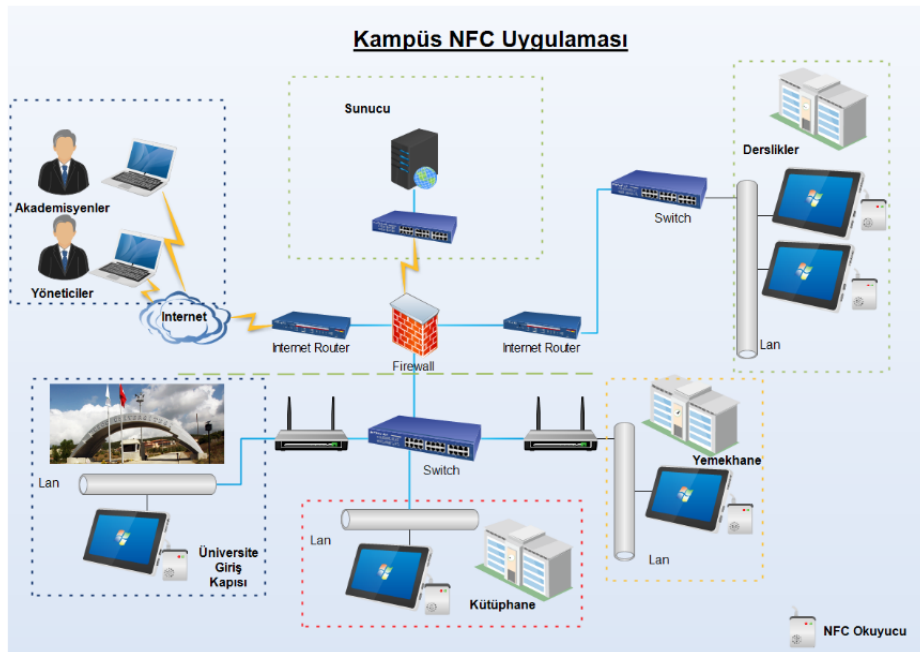 Kampüs NFC Uygulaması
Sunucu
Akademisyenler
Yöneticiler
Internet
Internet Router
Firewall
Internet Router
Switch
Derslikler
Lan
Lan
Üniversite
Giriş
Kapısı
Switch
Lan
Kütüphane
Yemekhane
Lan
NFC Okuyucu